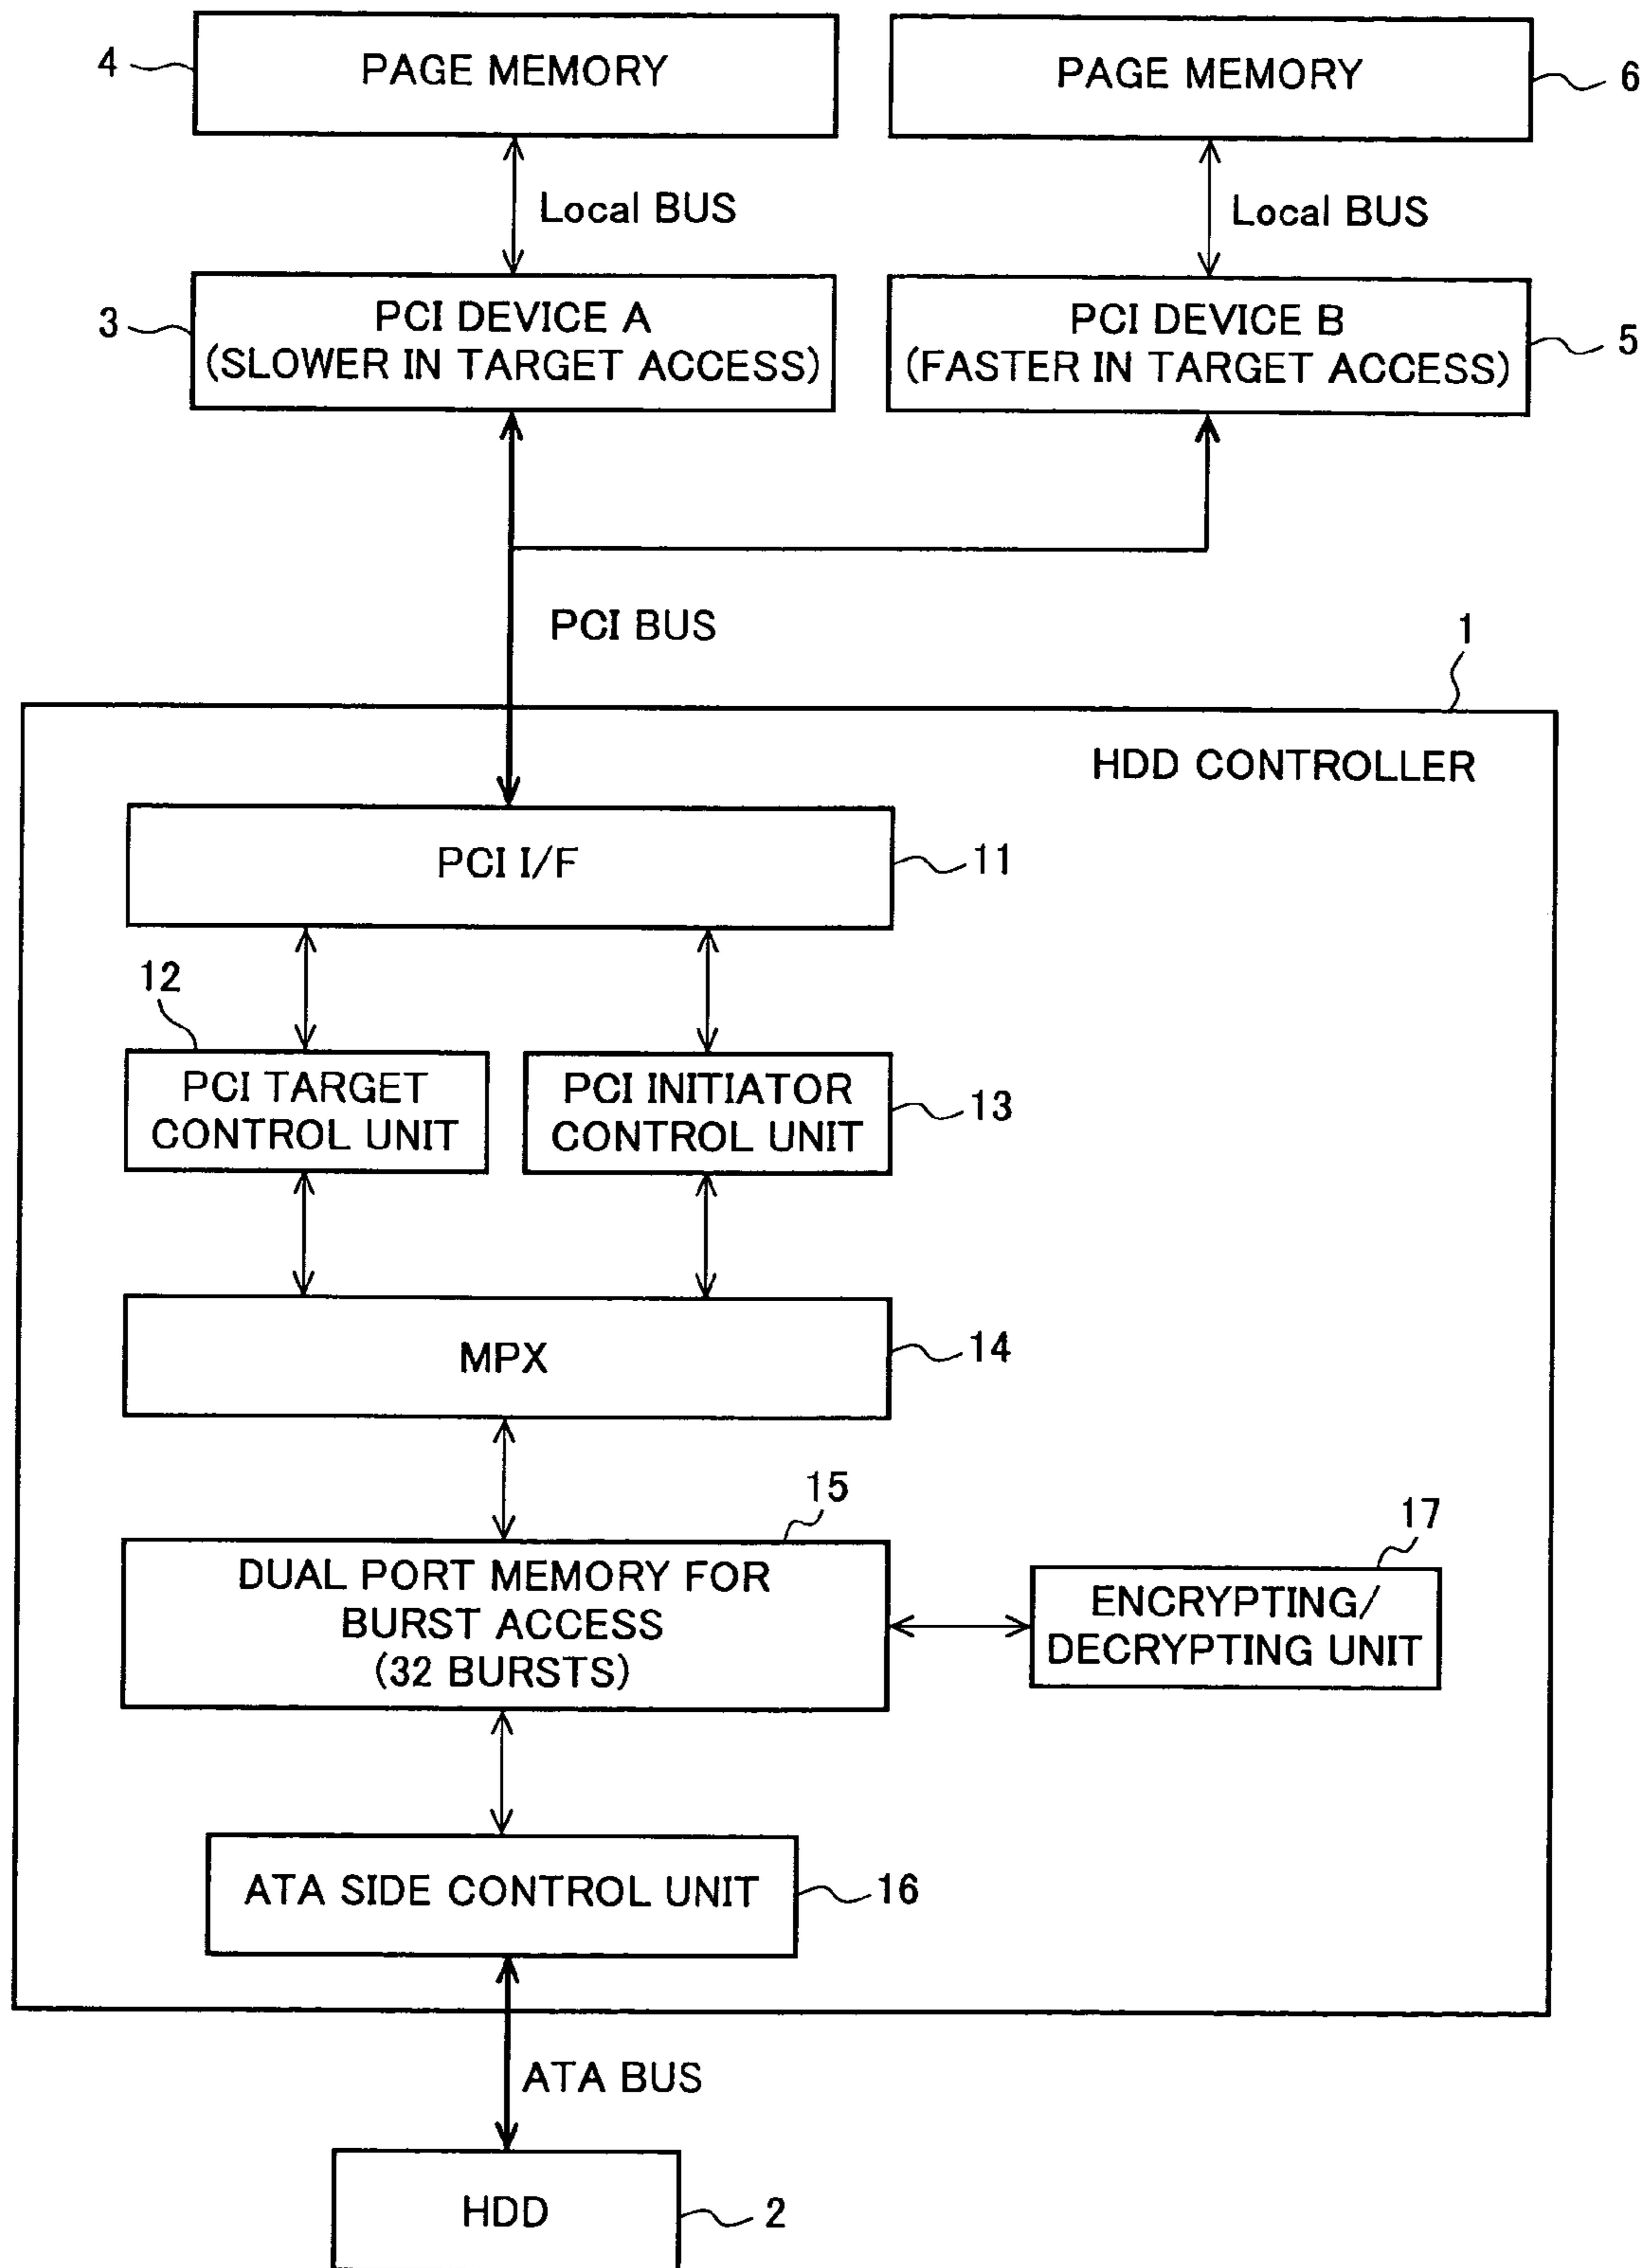 4
PAGE MEMORY
PAGE MEMORY
6
Local BUS
Local BUS
3
PCI DEVICE A
(SLOWER IN TARGET ACCESS)
PCI DEVICE B
(FASTER IN TARGET ACCESS)
5
PCI BUS
1
HDD CONTROLLER
PCI I/F
11
12
PCI TARGET
CONTROL UNIT
PCI INITIATOR
CONTROL UNIT
13
MPX
14
15
DUAL PORT MEMORY FOR
BURST ACCESS
(32 BURSTS)
17
ENCRYPTING/
DECRYPTING UNIT
ATA SIDE CONTROL UNIT
16
ATA BUS
HDD
2